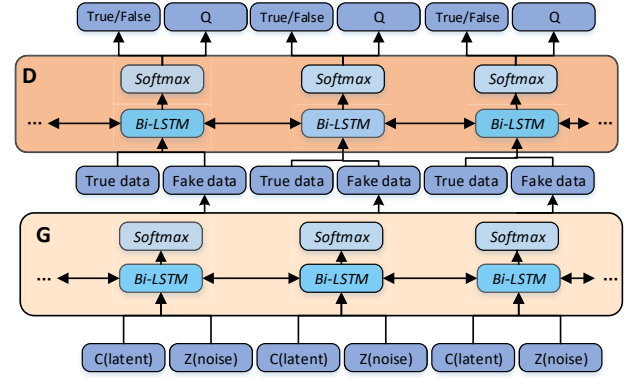 True/False Q True/False Q True/False Q
D
Softmax Softmax Softmax
... Bi-LSTM Bi-LSTM Bi-LSTM ...
True data Fake data True data Fake data True data Fake data
G
Softmax Softmax Softmax
... Bi-LSTM Bi-LSTM Bi-LSTM ...
C(latent) Z(noise) C(latent) Z(noise) C(latent) Z(noise)